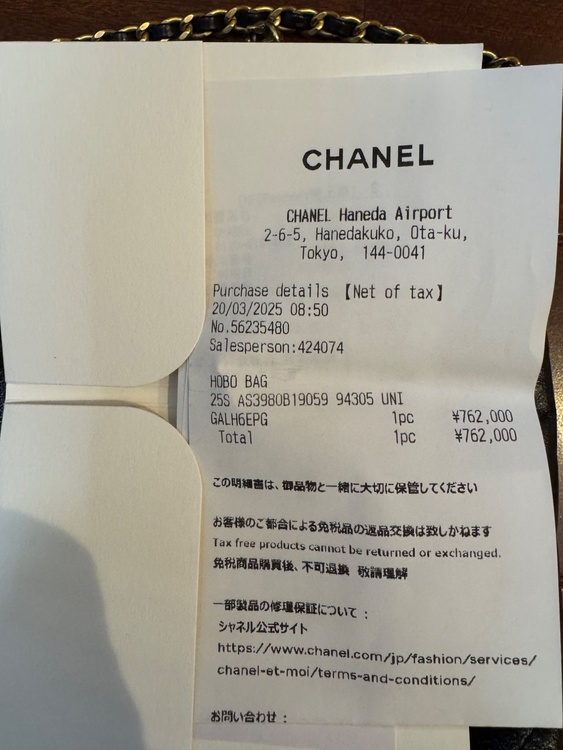 CHANEL
CHANEL Haneda Airport
2-6-5, Hanedakuko, Ota-ku,
Tokyo, 144-0041
Purchase details 【Net of tax】
20/03/2025 08:50
No.56235480
Salesperson:424074
HOBO BAG
25S AS3980B19059 94305 UNI
GALH6EPG 1pc ¥762,000
Total 1pc ¥762,000
この明細書は、御品物と一緒に大切に保管してください
お客様のご都合による免税品の返品交換は致しかねます
Tax free products cannot be returned or exchanged.
免税商品購買後、不可退換 敬請理解
一部製品の修理保証について：
シャネル公式サイト
https://www.chanel.com/jp/fashion/services/
chanel-et-moi/terms-and-conditions/
お問い合わせ：